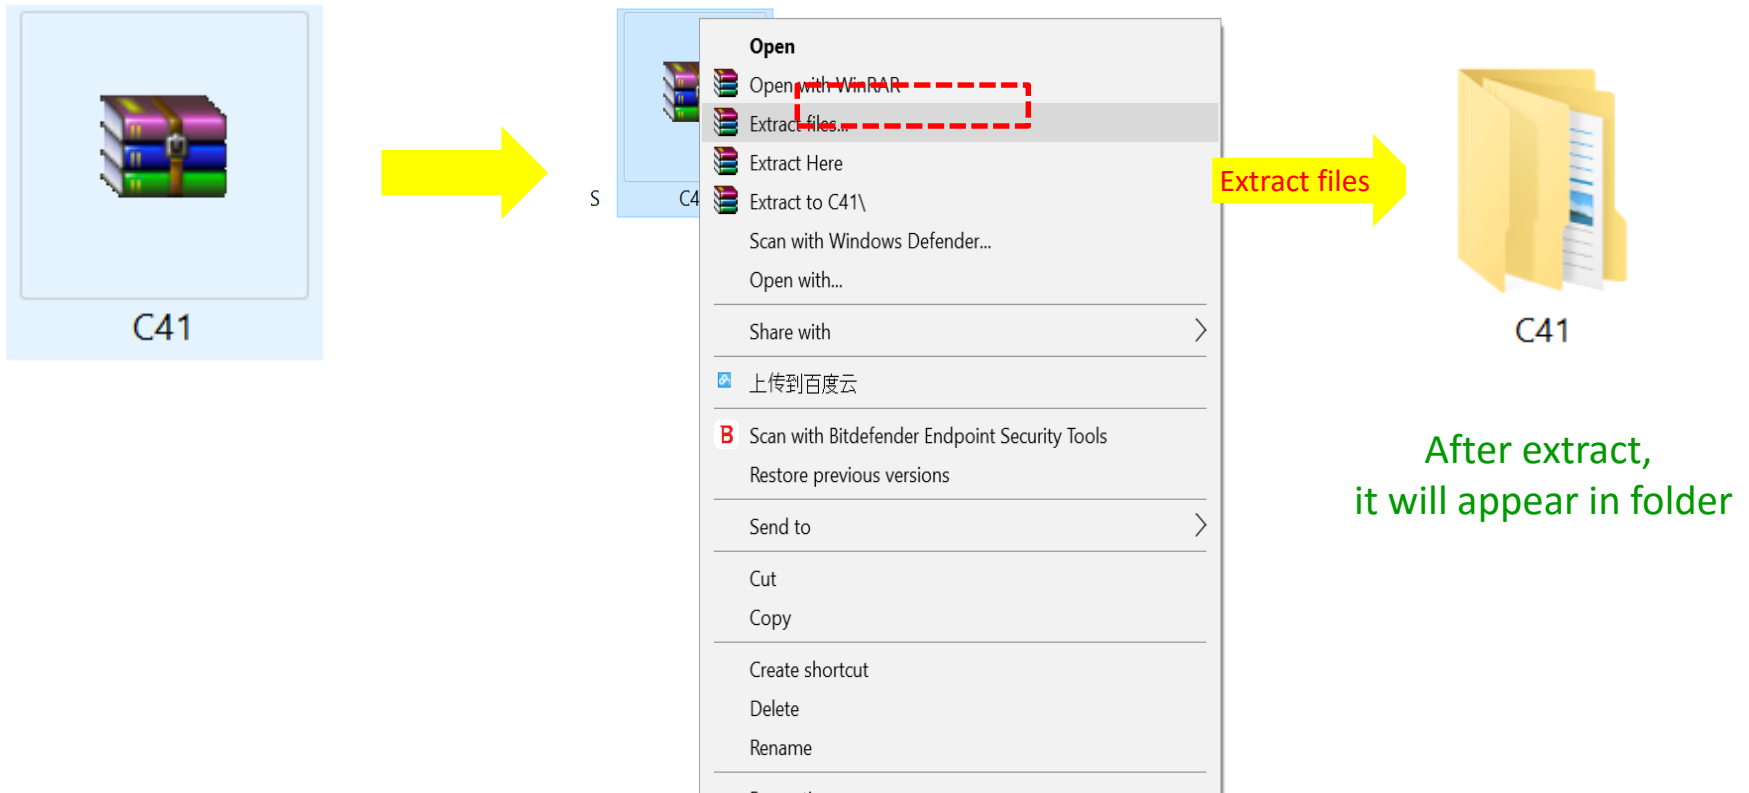 C41
S
C4
Open
Open with WinRAR
Extract files...
Extract Here
Extract to C41\
Scan with Windows Defender...
Open with...
Share with
上传到百度云
B
Scan with Bitdefender Endpoint Security Tools
Restore previous versions
Send to
Cut
Copy
Create shortcut
Delete
Rename
Extract files
C41
After extract,
it will appear in folder